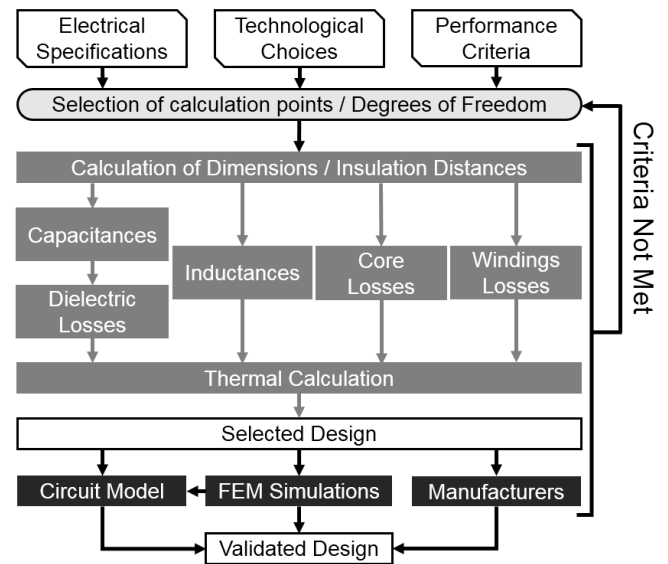 Electrical
Specifications
Technological
Choices
Performance
Criteria
Selection of calculation points / Degrees of Freedom
Calculation of Dimensions / Insulation Distances
Capacitances
Dielectric
Losses
Inductances
Core
Losses
Windings
Losses
Thermal Calculation
Selected Design
Circuit Model
FEM Simulations
Manufacturers
Validated Design
Criteria Not Met